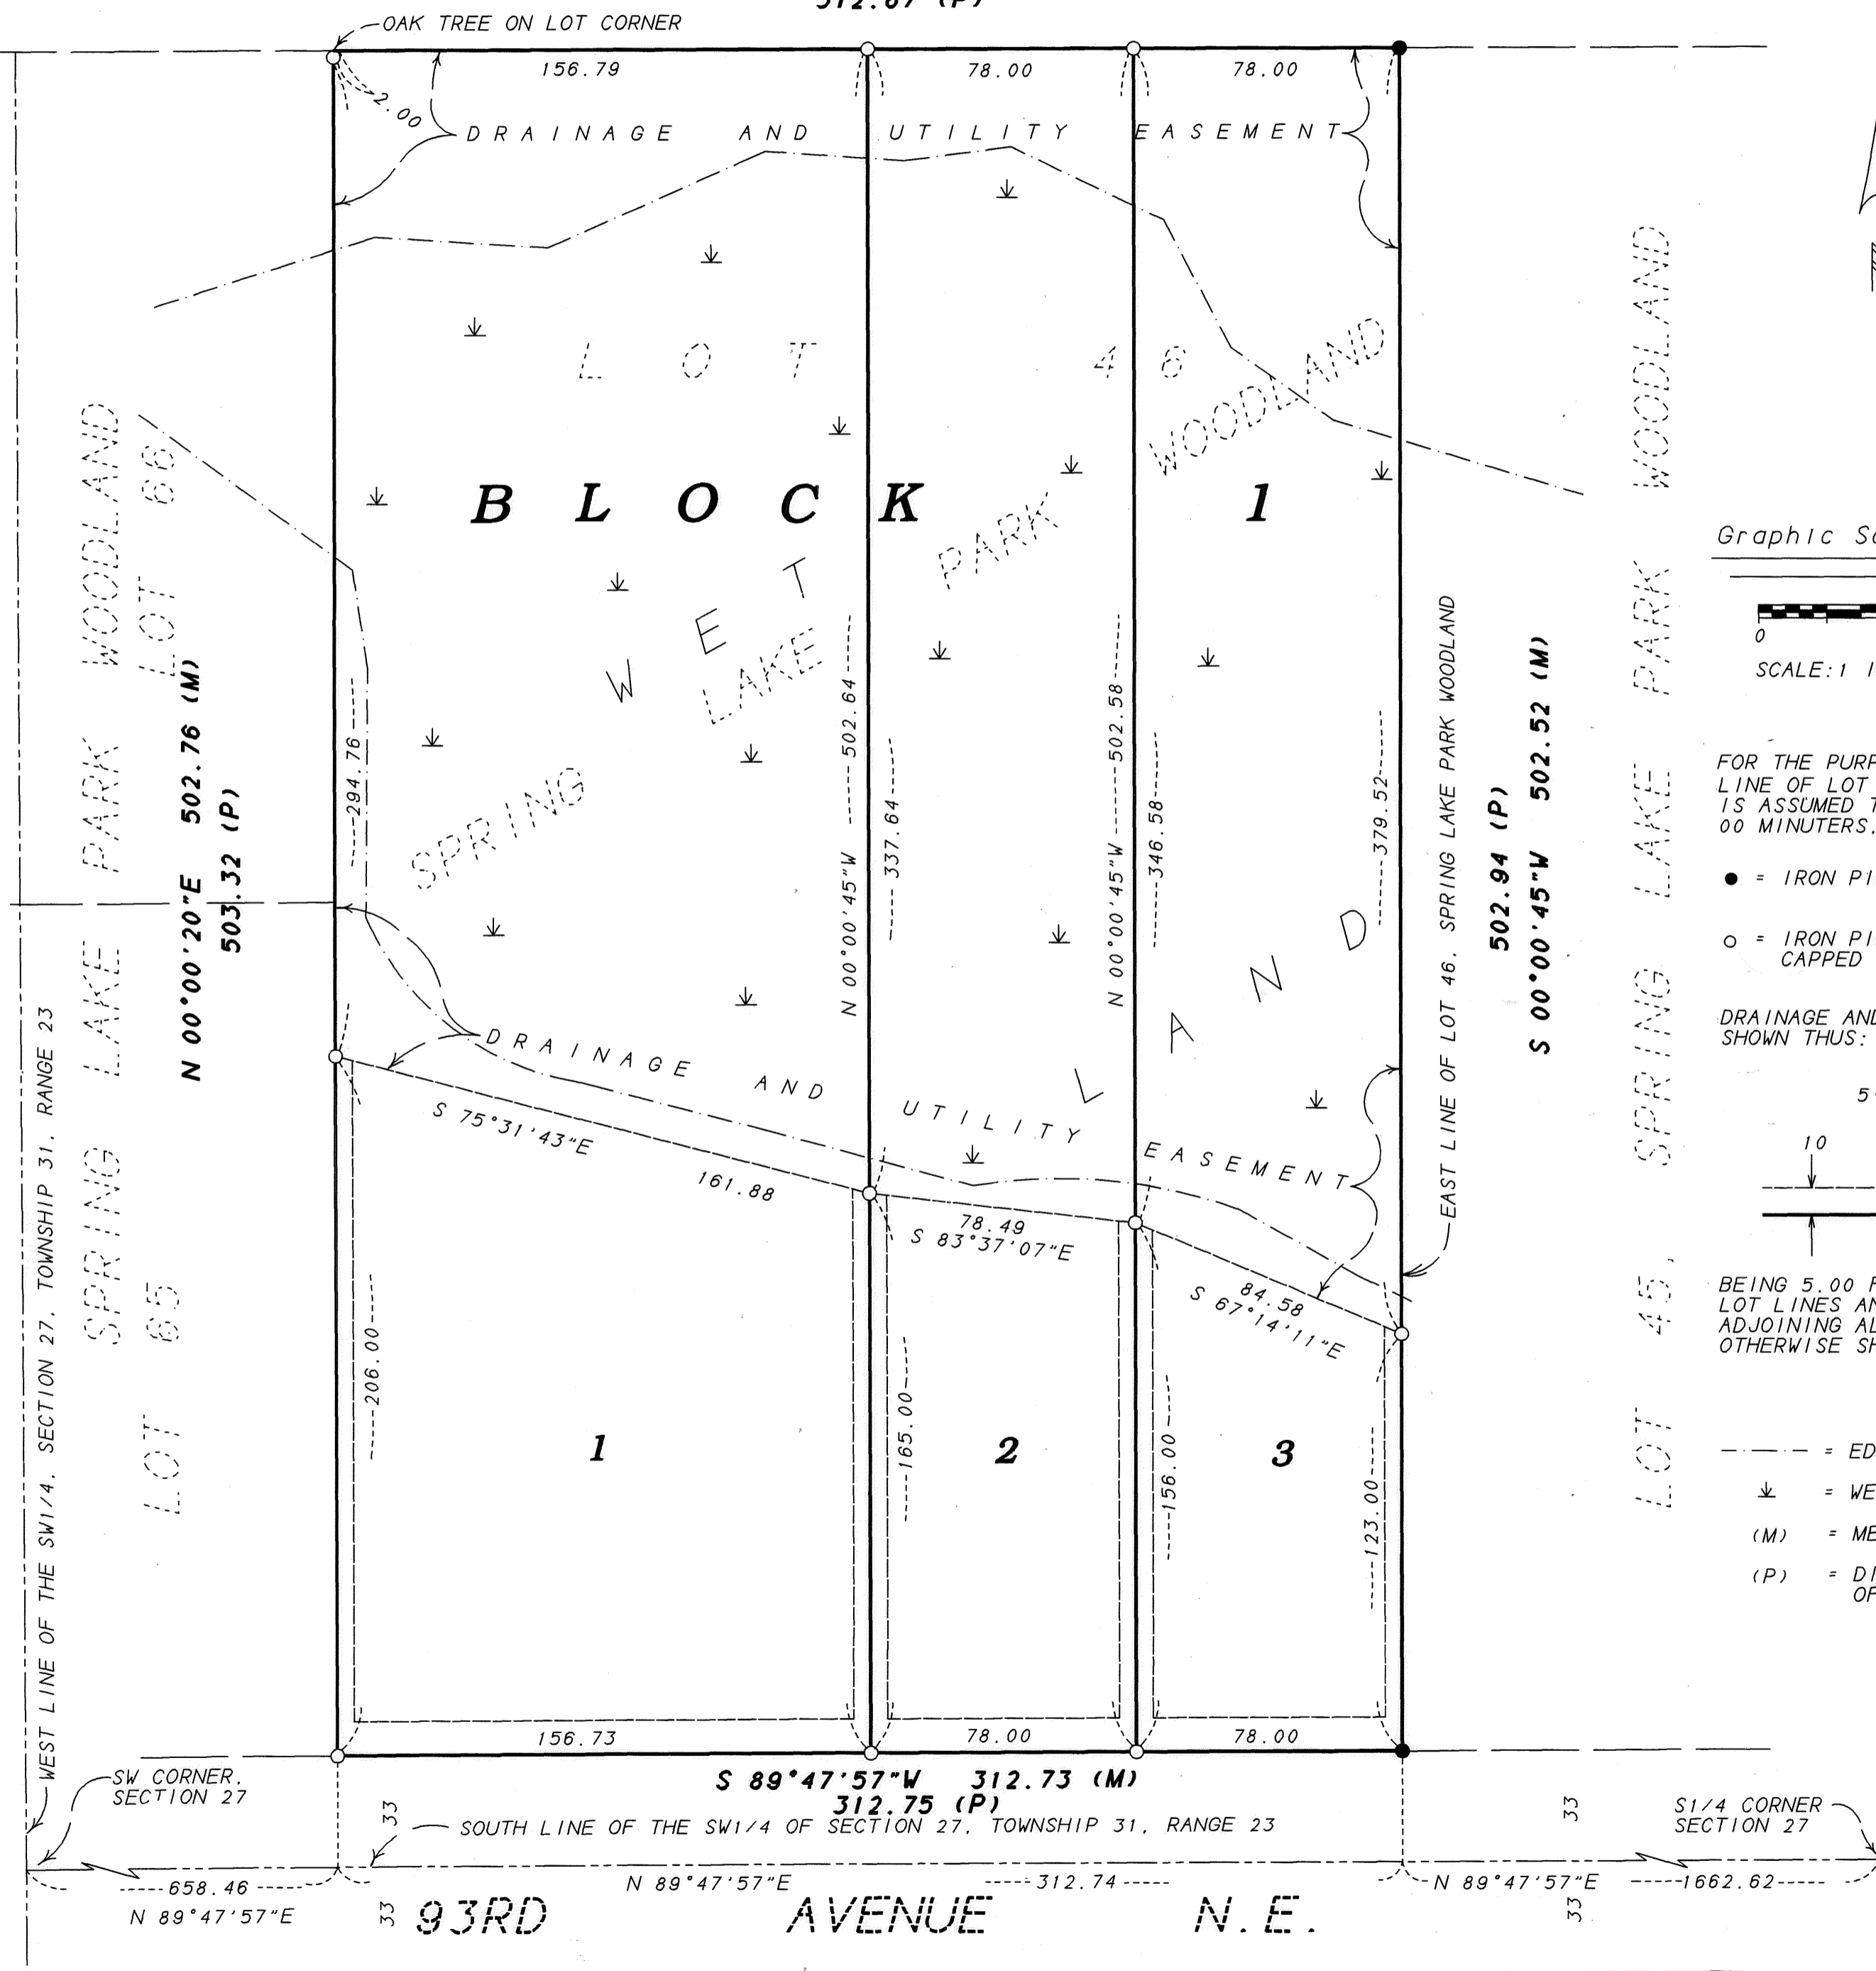 312.67 (P)
OAK TREE ON LOT CORNER
156.79
78.00
78.00
2.00
DRAINAGE AND UTILITY EASEMENT
LOT 46
SPRING LAKE PARK WOODLAND
BLOCK 1
WETLAND
SPRING LAKE PARK WOODLAND
LOT 66
LOT 65
N 00°00'20"E 502.76 (M)
503.32 (P)
WEST LINE OF THE SW1/4, SECTION 27, TOWNSHIP 31, RANGE 23
294.76
N 00°00'45"W 502.64
337.64
N 00°00'45"W 502.58
346.58
379.52
EAST LINE OF LOT 46, SPRING LAKE PARK WOODLAND
502.94 (P)
S 00°00'45"W 502.52 (M)
LOT 45, SPRING LAKE PARK WOODLAND
DRAINAGE AND UTILITY EASEMENT
S 75°31'43"E
161.88
78.49
S 83°37'07"E
84.58
S 67°14'11"E
206.00
165.00
156.00
123.00
1
2
3
156.73
78.00
78.00
S 89°47'57"W 312.73 (M)
312.75 (P)
SW CORNER,
SECTION 27
33
SOUTH LINE OF THE SW1/4 OF SECTION 27, TOWNSHIP 31, RANGE 23
33
S1/4 CORNER
SECTION 27
658.46
N 89°47'57"E
N 89°47'57"E 312.74
N 89°47'57"E 1662.62
33
93RD AVENUE N.E.
33
Graphic Sc
0
SCALE:1 I
FOR THE PURP
LINE OF LOT
IS ASSUMED T
00 MINUTERS,
= IRON PI
= IRON PI
CAPPED
DRAINAGE AND
SHOWN THUS:
5
10
BEING 5.00 F
LOT LINES AN
ADJOINING AL
OTHERWISE SH
= ED
= WE
(M) = ME
(P) = DI
OF